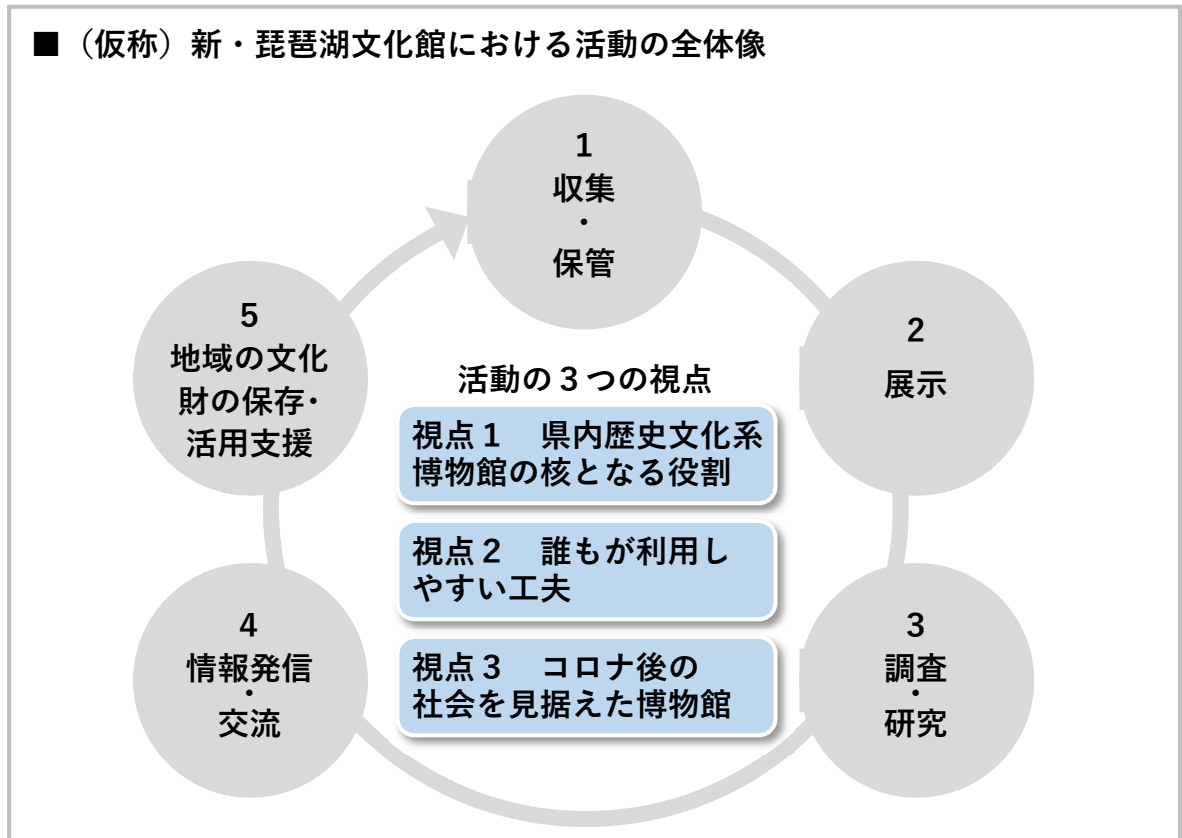 ■（仮称）新・琵琶湖文化館における活動の全体像
1
収集
・
保管
2
展示
3
調査
・
研究
4
情報発信
・
交流
5
地域の文化
財の保存・
活用支援
活動の３つの視点
視点１　県内歴史文化系
博物館の核となる役割
視点２　誰もが利用し
やすい工夫
視点３　コロナ後の
社会を見据えた博物館